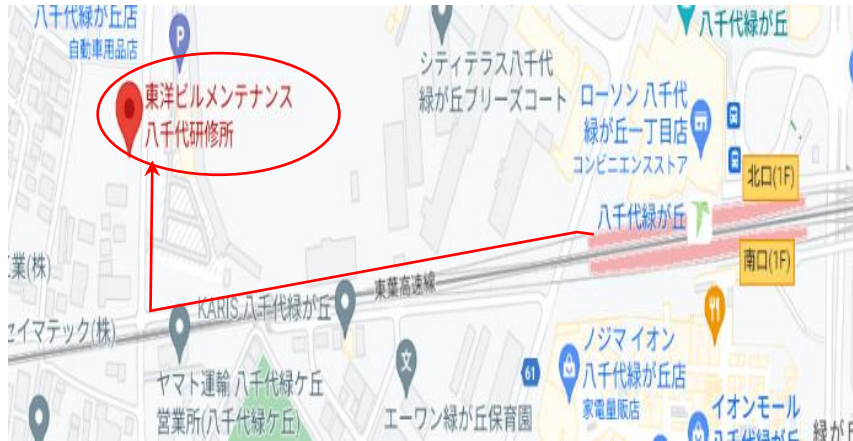 八千代緑が丘店
自動車用品店
P
東洋ビルメンテナンス
八千代研修所
シティテラス八千代
緑が丘ブリーズコート
八千代緑が丘
ローソン 八千代
緑が丘一丁目店
コンビニエンスストア
北口(1F)
八千代緑が丘
南口(1F)
東葉高速線
業(株)
KARIS 八千代緑が丘
セイマテック(株)
ヤマト運輸 八千代緑ケ丘
営業所(八千代緑ケ丘)
文
エーワン緑が丘保育園
61
ノジマ イオン
八千代緑が丘店
家電量販店
イオンモール
八千代緑が丘
緑が丘